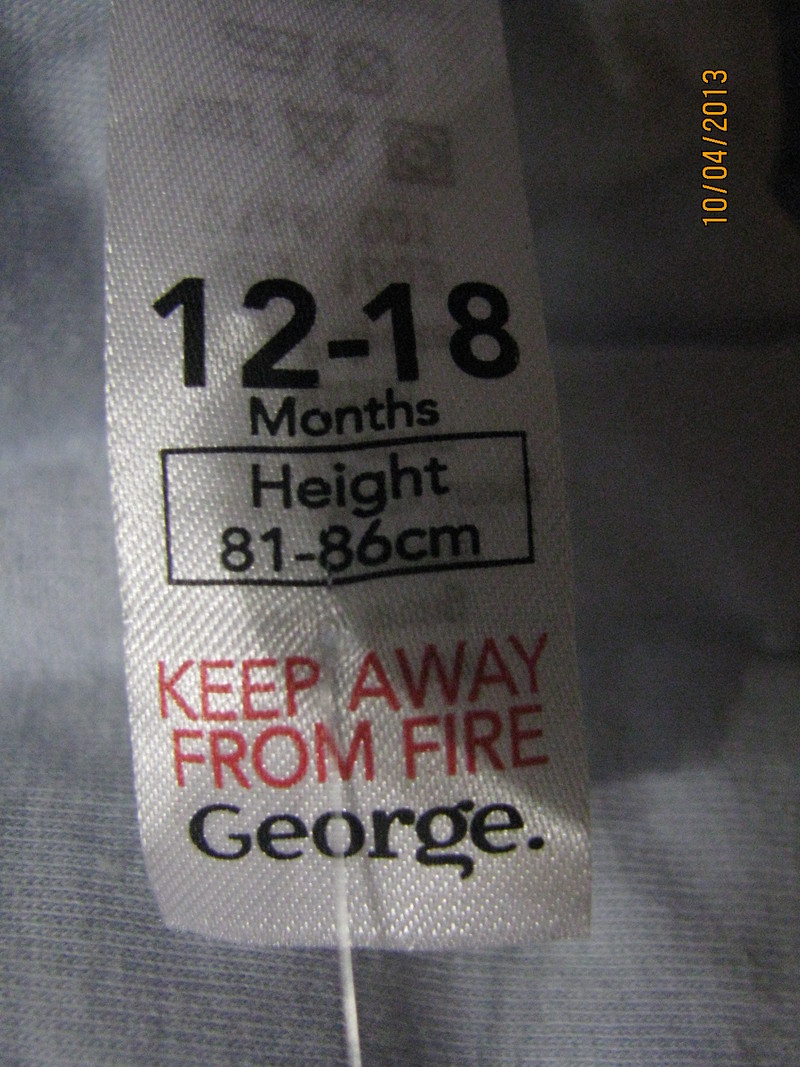 12-18
Months
Height
81-86cm
KEEP AWAY
FROM FIRE
George.
10/04/2013